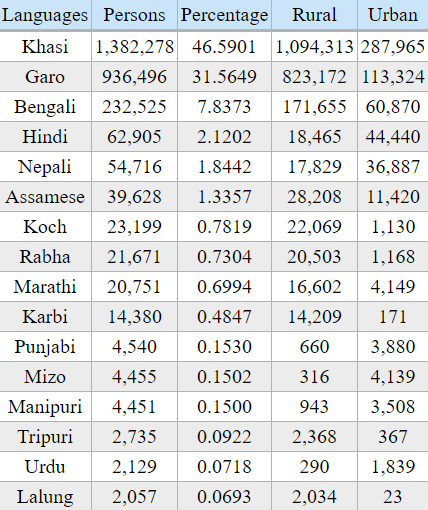 Languages Persons Percentage Rural Urban
Khasi 1,382,278 46.5901 1,094,313 287,965
Garo 936,496 31.5649 823,172 113,324
Bengali 232,525 7.8373 171,655 60,870
Hindi 62,905 2.1202 18,465 44,440
Nepali 54,716 1.8442 17,829 36,887
Assamese 39,628 1.3357 28,208 11,420
Koch 23,199 0.7819 22,069 1,130
Rabha 21,671 0.7304 20,503 1,168
Marathi 20,751 0.6994 16,602 4,149
Karbi 14,380 0.4847 14,209 171
Punjabi 4,540 0.1530 660 3,880
Mizo 4,455 0.1502 316 4,139
Manipuri 4,451 0.1500 943 3,508
Tripuri 2,735 0.0922 2,368 367
Urdu 2,129 0.0718 290 1,839
Lalung 2,057 0.0693 2,034 23